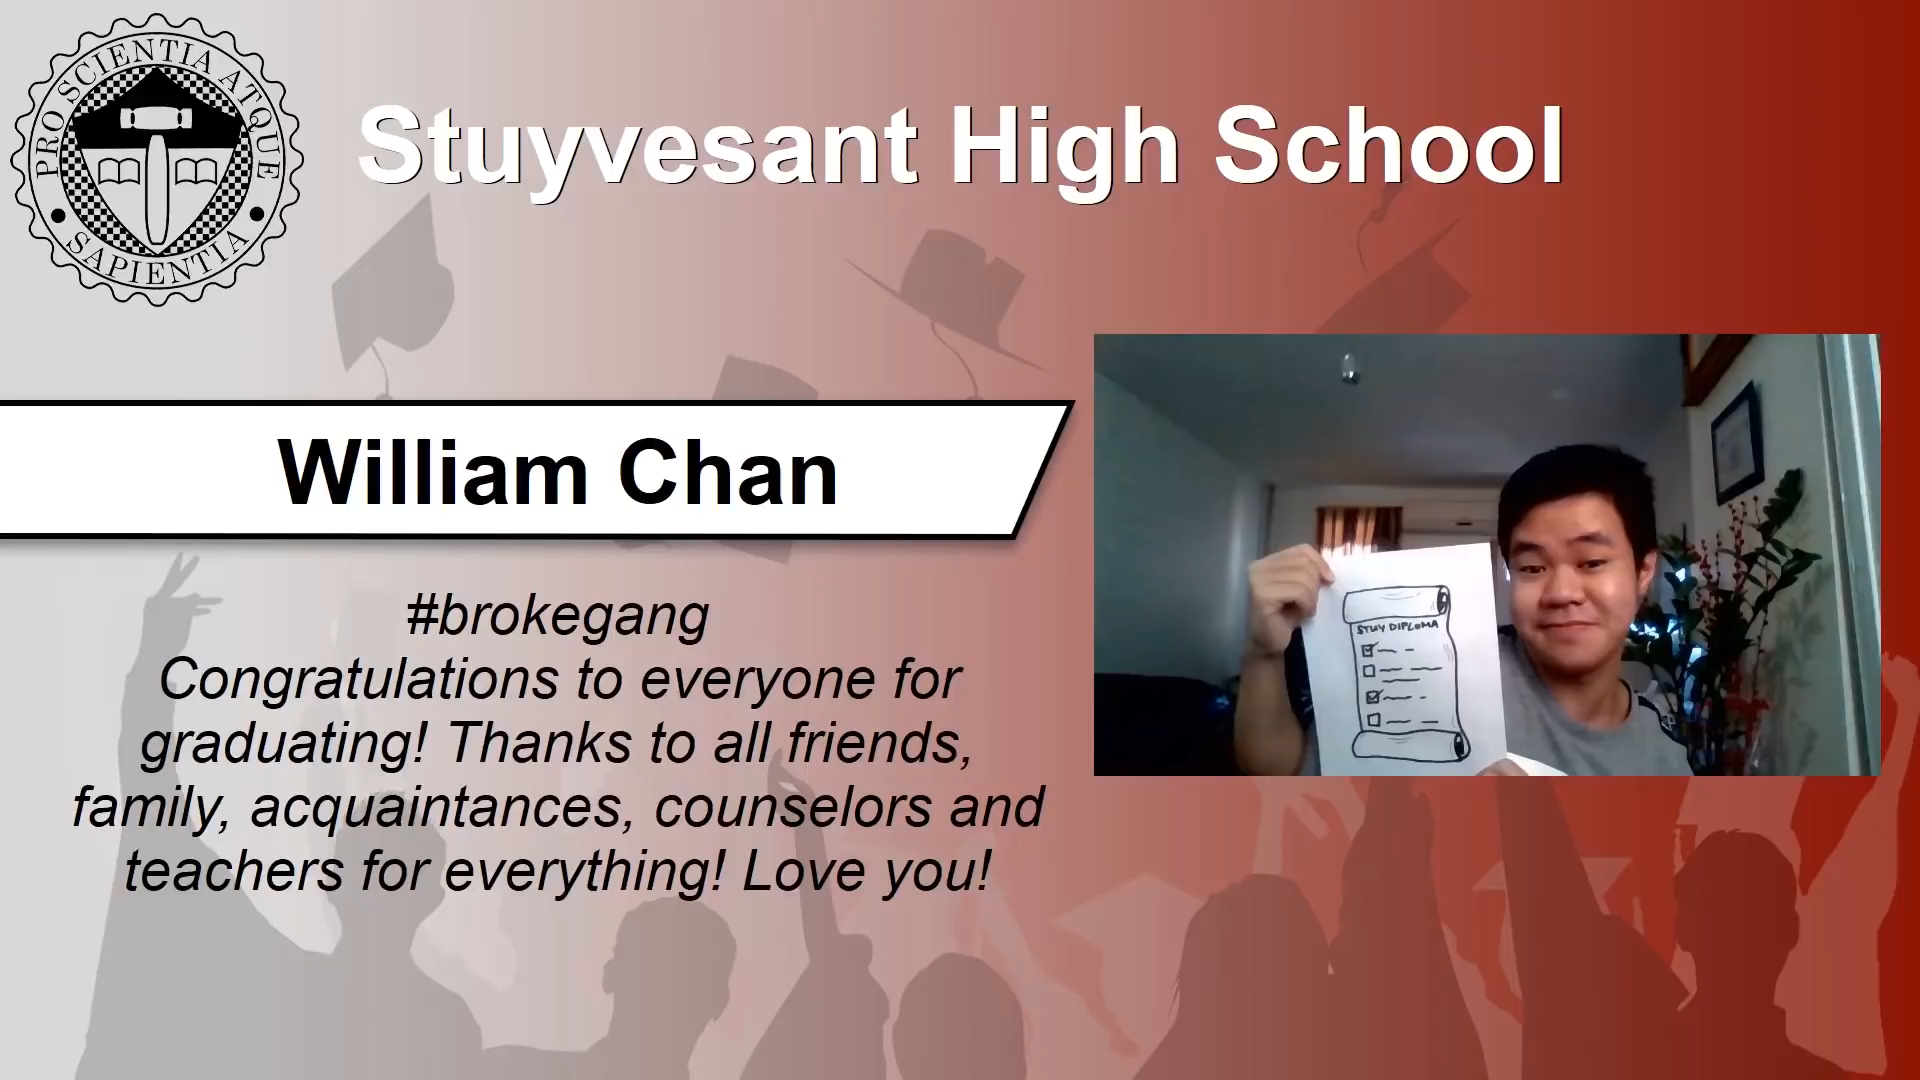 PRO SCIENTIA ATQUE
SAPIENTIA
Stuyvesant High School
William Chan
#brokegang
Congratulations to everyone for
graduating! Thanks to all friends,
family, acquaintances, counselors and
teachers for everything! Love you!
STUY DIPLOMA